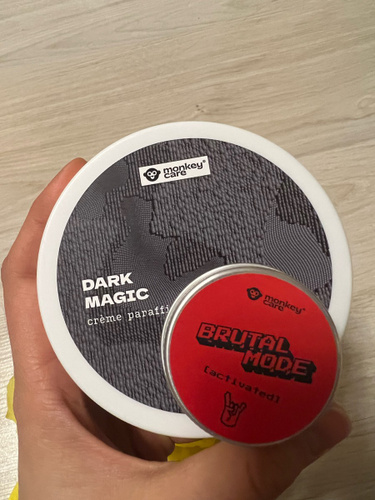 monkey®
care
DARK
MAGIC
crème paraffi
monkey®
care
BRUTAL
MODE
[activated]